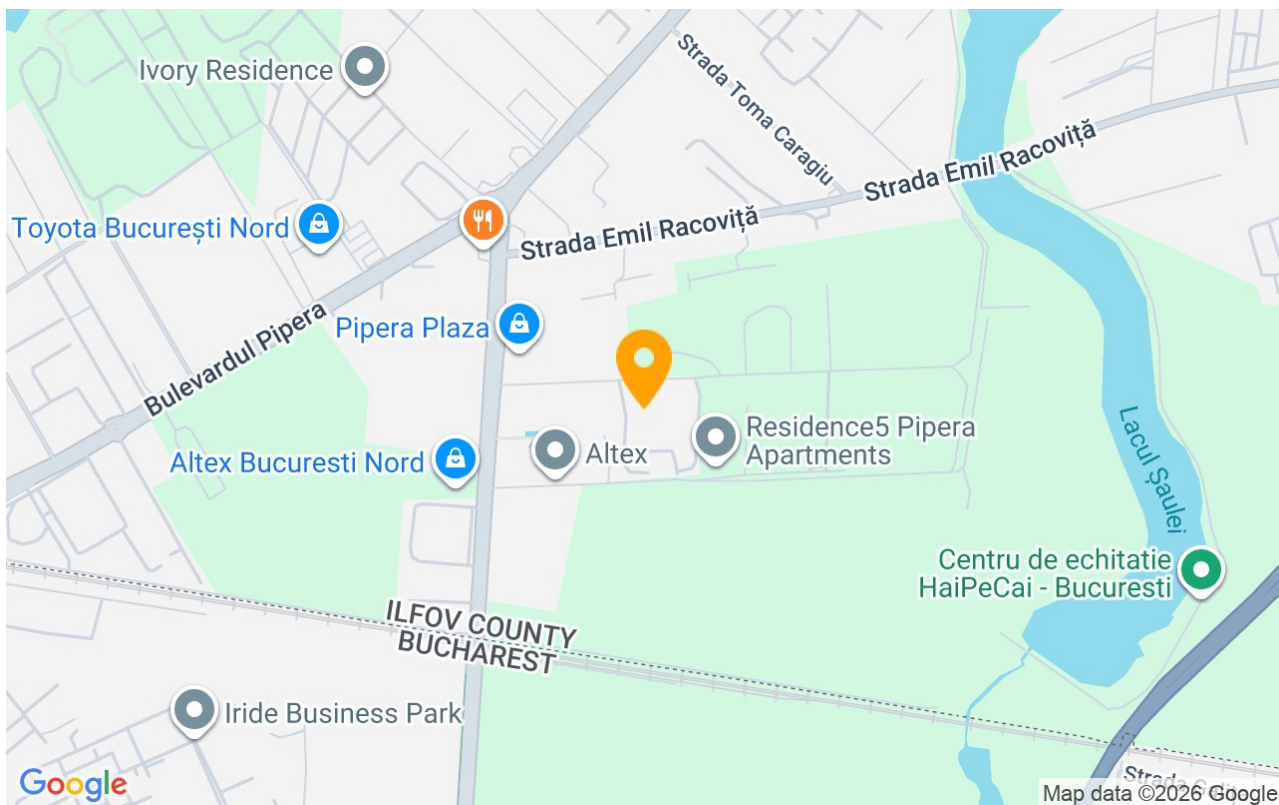 Ivory Residence
Strada Toma Caragiu
Strada Emil Racoviță
Toyota București Nord
Strada Emil Racoviță
Pipera Plaza
Bulevardul Pipera
Residence5 Pipera
Apartments
Altex
Altex Bucuresti Nord
Lacul Șaulei
Centru de echitatie
HaiPeCai - Bucuresti
ILFOV COUNTY
BUCHAREST
Iride Business Park
Google
Strada
Map data ©2026 Google